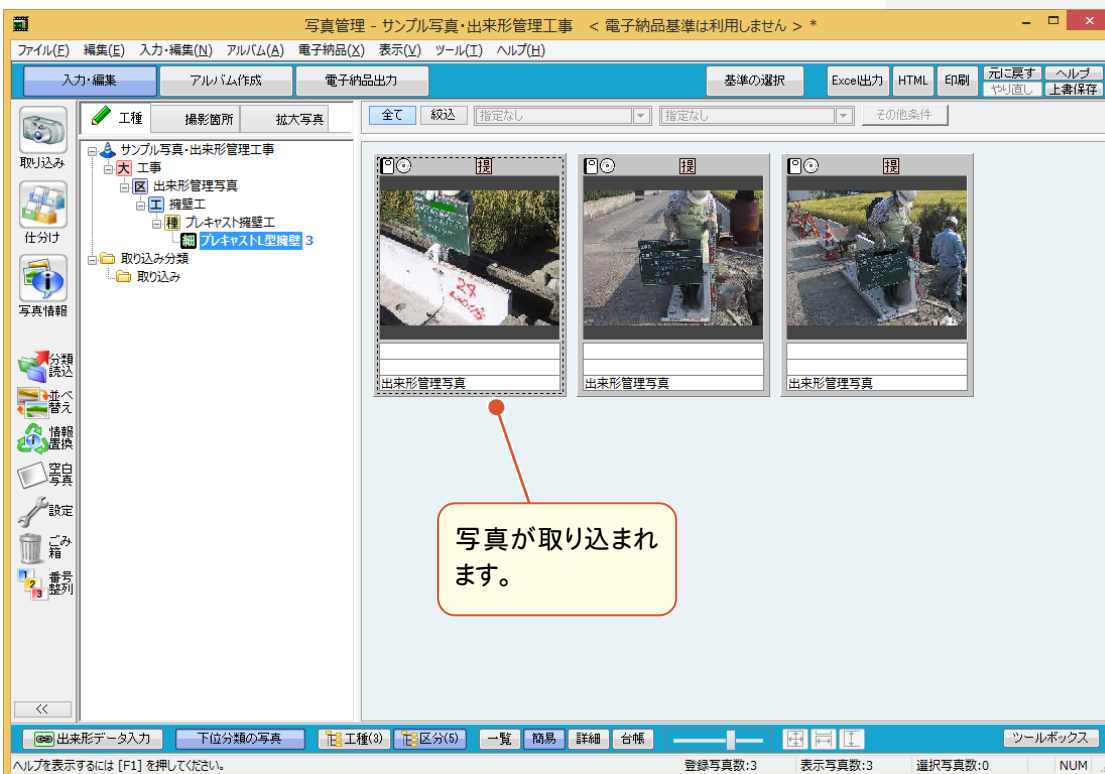 写真管理 - サンプル写真・出来形管理工事 < 電子納品基準は利用しません > *
ファイル(F) 編集(E) 入力・編集(N) アルバム(A) 電子納品(X) 表示(V) ツール(T) ヘルプ(H)
入力・編集 アルバム作成 電子納品出力 基準の選択 Excel出力 HTML 印刷 元に戻す ヘルプ
やり直し 上書保存
工種 撮影箇所 拡大写真 全て 絞込 指定なし 指定なし その他条件
取り込み
仕分け
写真情報
分類
読込
並べ
替え
情報
置換
空白
写真
設定
ごみ
箱
番号
整列
<<
サンプル写真・出来形管理工事
大 工事
区 出来形管理写真
工 擁壁工
種 プレキャスト擁壁工
細 プレキャストL型擁壁 3
取り込み分類
取り込み
提 提 提
24
出来形管理写真 出来形管理写真 出来形管理写真
写真が取り込まれ
ます。
出来形データ入力 下位分類の写真 工種(3) 区分(5) 一覧 簡易 詳細 台帳 ツールボックス
ヘルプを表示するには [F1] を押してください。 登録写真数:3 表示写真数:3 選択写真数:0 NUM